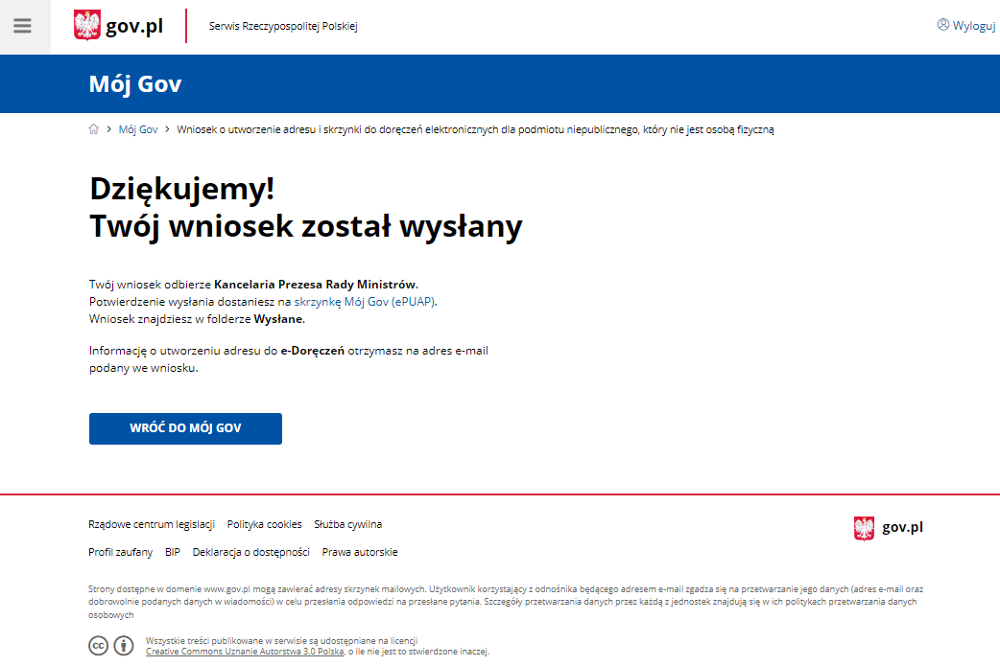 gov.pl
Serwis Rzeczypospolitej Polskiej
Wyloguj
Mój Gov
Mój Gov > Wniosek o utworzenie adresu i skrzynki do doręczeń elektronicznych dla podmiotu niepublicznego, który nie jest osobą fizyczną
Dziękujemy!
Twój wniosek został wysłany
Twój wniosek odbierze Kancelaria Prezesa Rady Ministrów.
Potwierdzenie wysłania dostaniesz na skrzynkę Mój Gov (ePUAP).
Wniosek znajdziesz w folderze Wysłane.
Informację o utworzeniu adresu do e-Doręczeń otrzymasz na adres e-mail
podany we wniosku.
WRÓĆ DO MÓJ GOV
Rządowe centrum legislacji Polityka cookies Służba cywilna
gov.pl
Profil zaufany BIP Deklaracja o dostępności Prawa autorskie
Strony dostępne w domenie www.gov.pl mogą zawierać adresy skrzynek mailowych. Użytkownik korzystający z odnośnika będącego adresem e-mail zgadza się na przetwarzanie jego danych (adres e-mail oraz
dobrowolnie podanych danych w wiadomości) w celu przesłania odpowiedzi na przesłane pytania. Szczegóły przetwarzania danych przez każdą z jednostek znajdują się w ich politykach przetwarzania danych
osobowych
cc
Wszystkie treści publikowane w serwisie są udostępniane na licencji
Creative Commons Uznanie Autorstwa 3.0 Polska, o ile nie jest to stwierdzone inaczej.